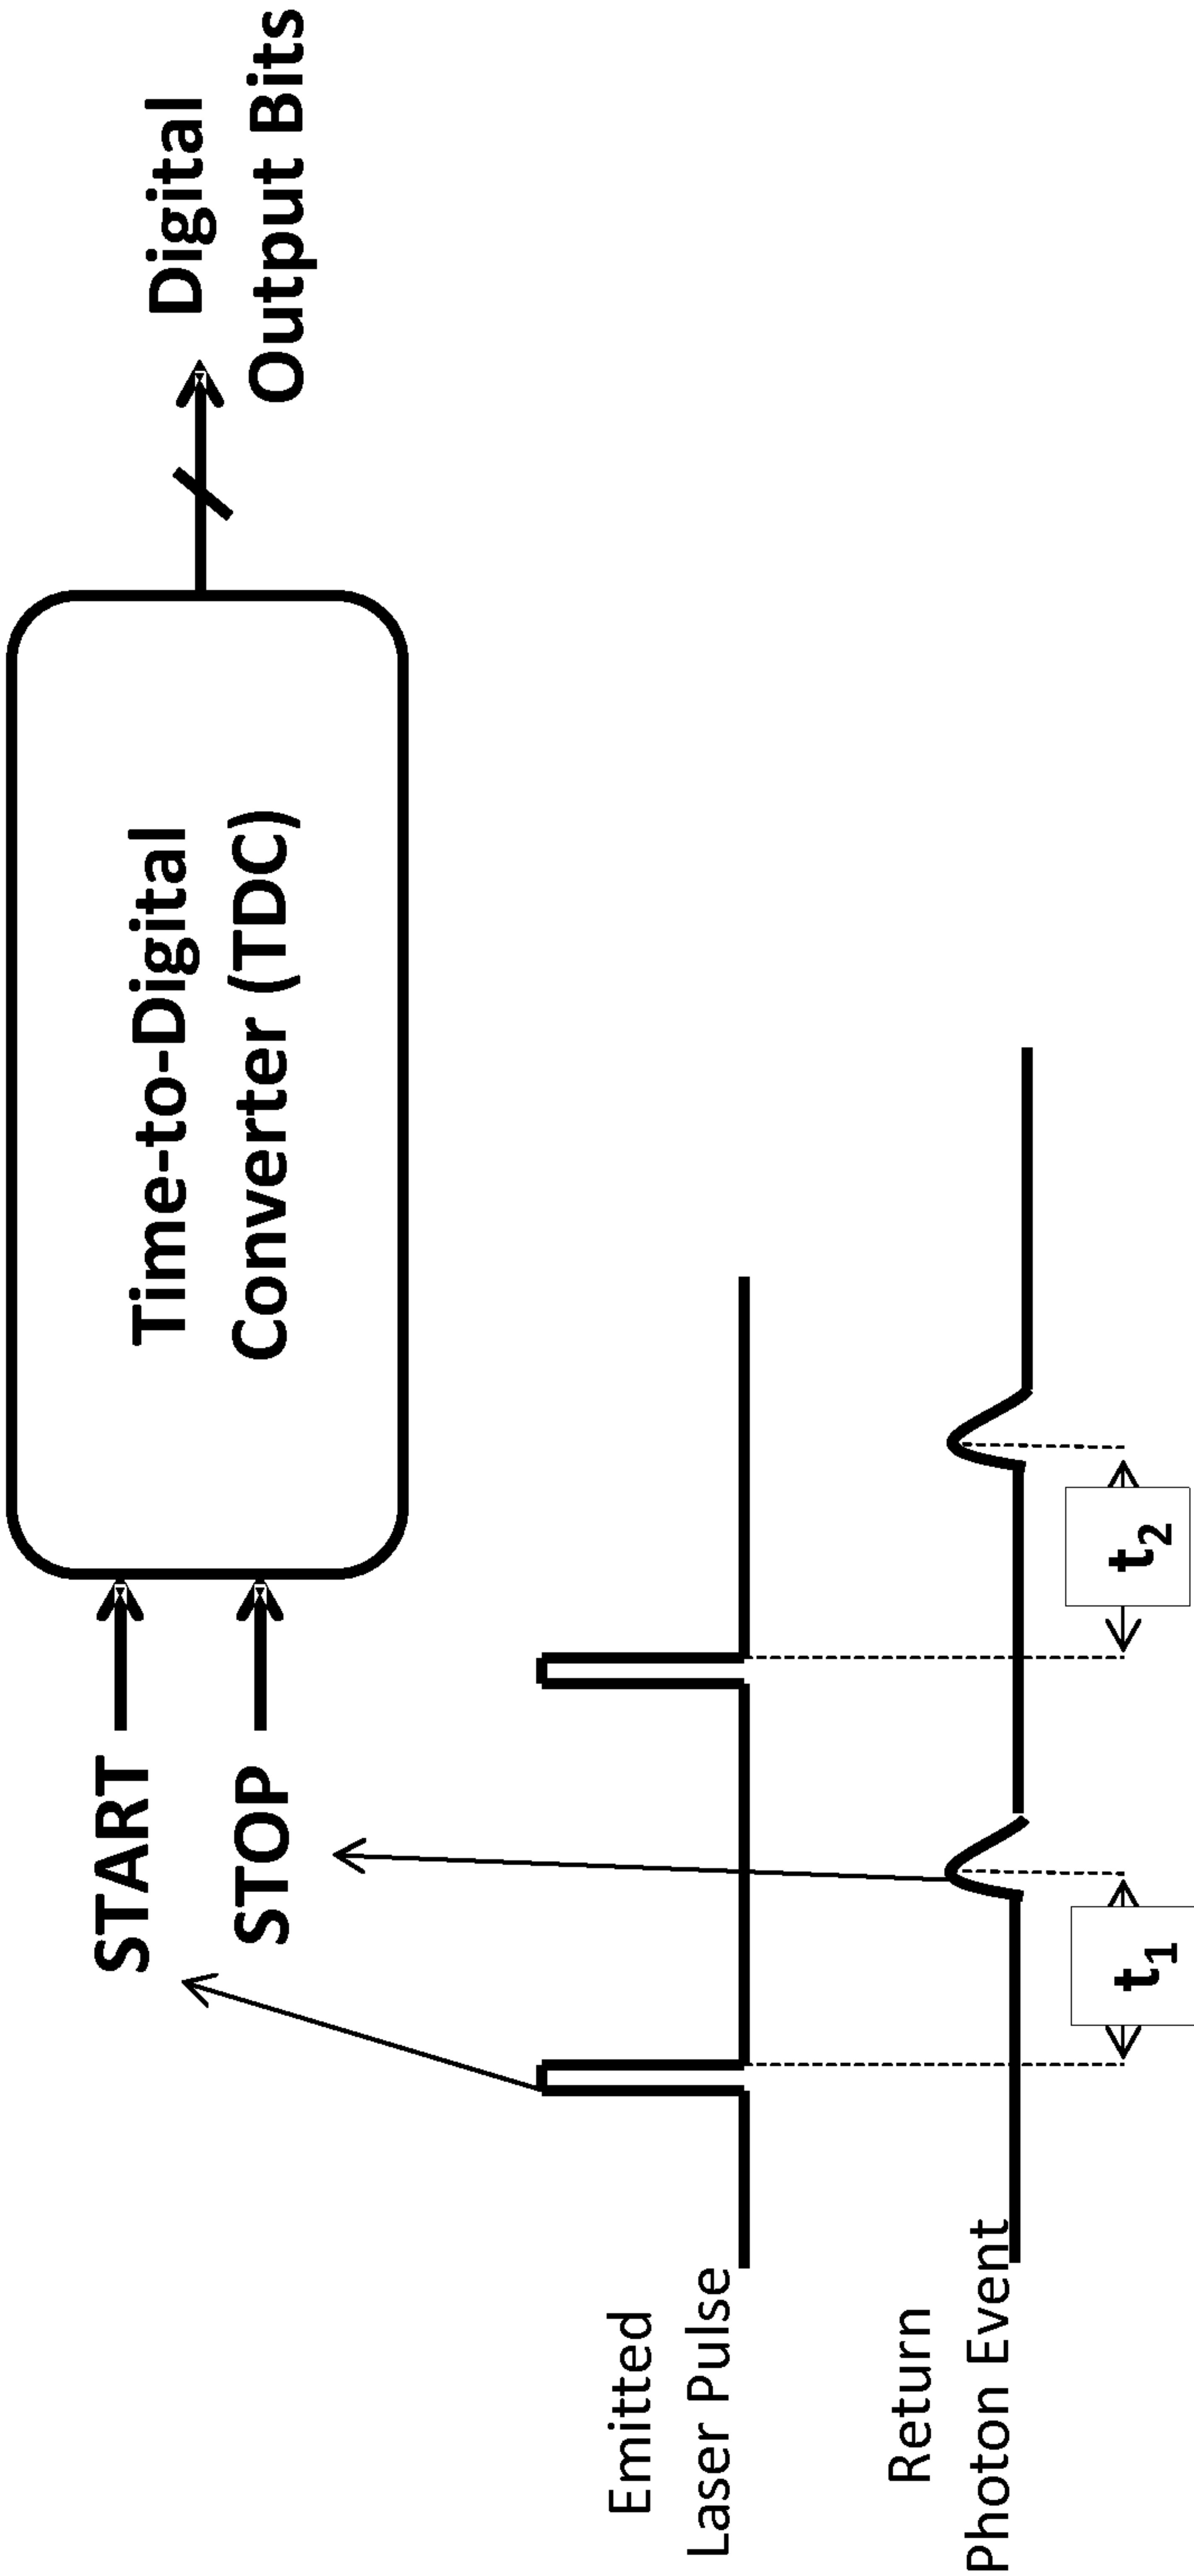 START
STOP
Time-to-Digital
Converter (TDC)
Digital
Output Bits
Emitted
Laser Pulse
Return
Photon Event
t₁
t₂